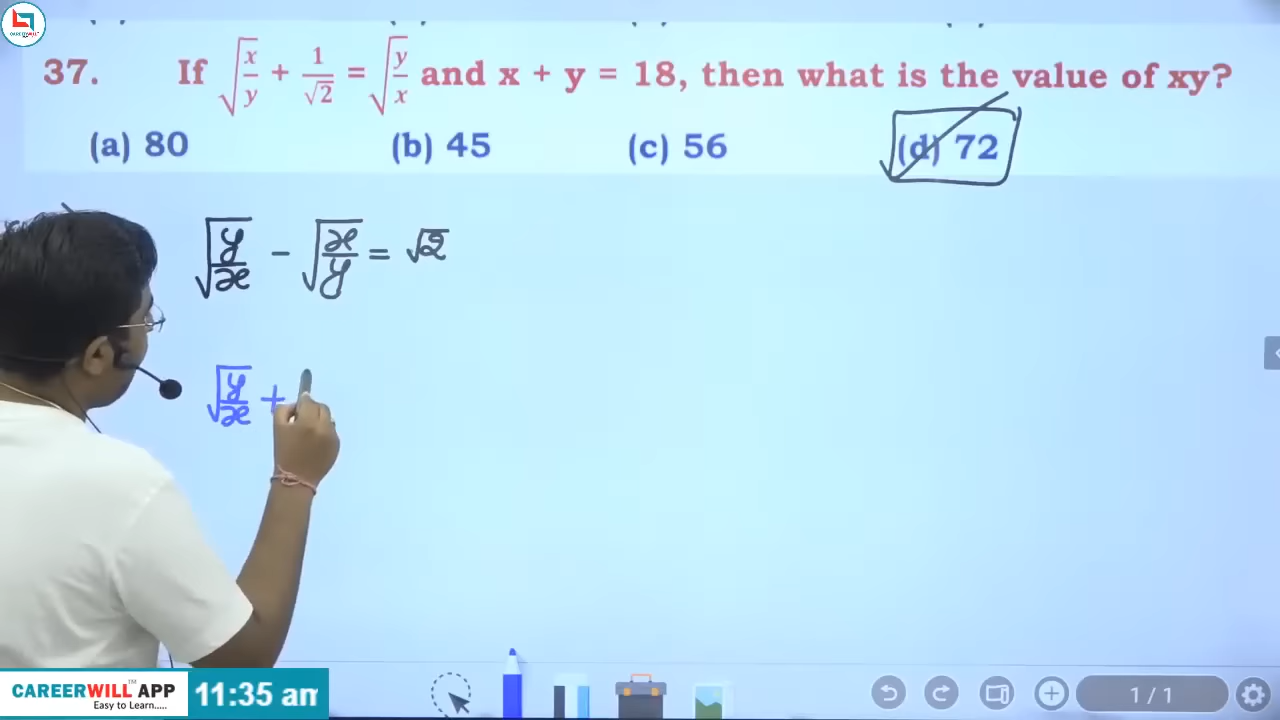 CAREERWILL
37. If √(x/y) + 1/√2 = √(y/x) and x + y = 18, then what is the value of xy?
(a) 80 (b) 45 (c) 56 (d) 72
√(y/x) - √(x/y) = √2
√(y/x) +
CAREERWILL™ APP
Easy to Learn.....
11:35 am
1 / 1